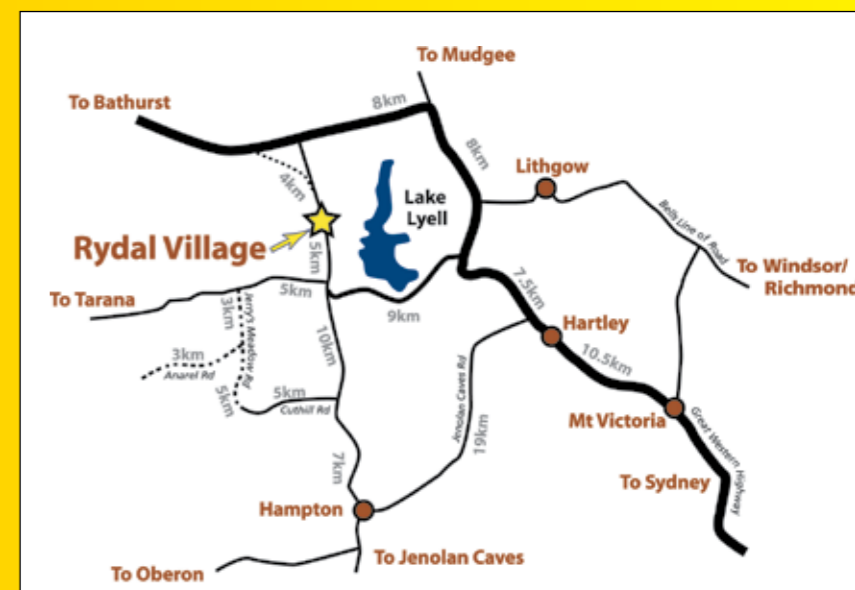 To Mudgee
To Bathurst
8km
8km
Lithgow
4km
Lake
Lyell
Bells Line of Road
Rydal Village
5km
To Windsor/
Richmond
7.5km
To Tarana
5km
3km
Jerry's Meadow Rd
9km
Hartley
10km
10.5km
3km
Anarel Rd
5km
5km
Cuthill Rd
Jenolan Caves Rd
19km
Mt Victoria
Great Western Highway
7km
To Sydney
Hampton
To Jenolan Caves
To Oberon